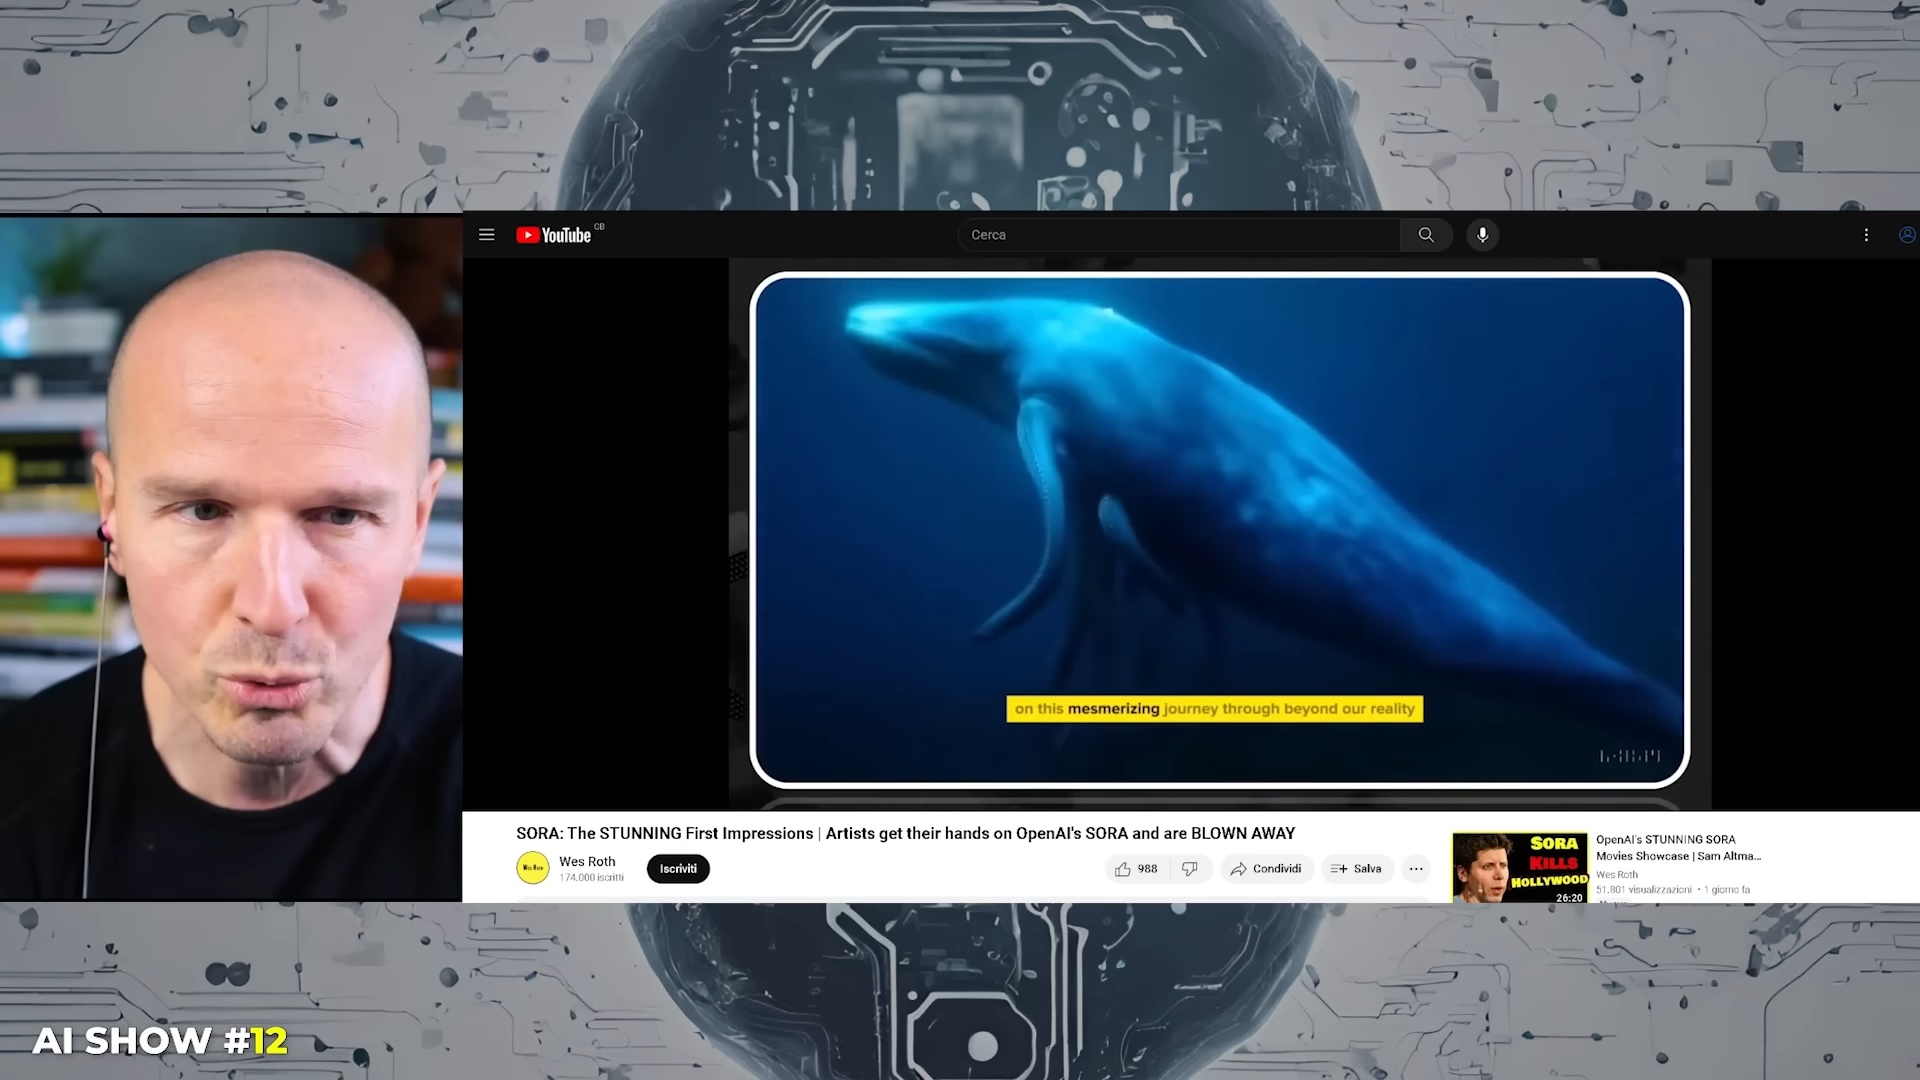 YouTube CB
Cerca
on this mesmerizing journey through beyond our reality
SORA: The STUNNING First Impressions | Artists get their hands on OpenAI's SORA and are BLOWN AWAY
Wes Roth
174.000 iscritti
Iscriviti
988
Condividi
Salva
SORA
KILLS
HOLLYWOOD
26:20
OpenAI's STUNNING SORA
Movies Showcase | Sam Altma...
Wes Roth
51.801 visualizzazioni • 1 giorno fa
AI SHOW #12